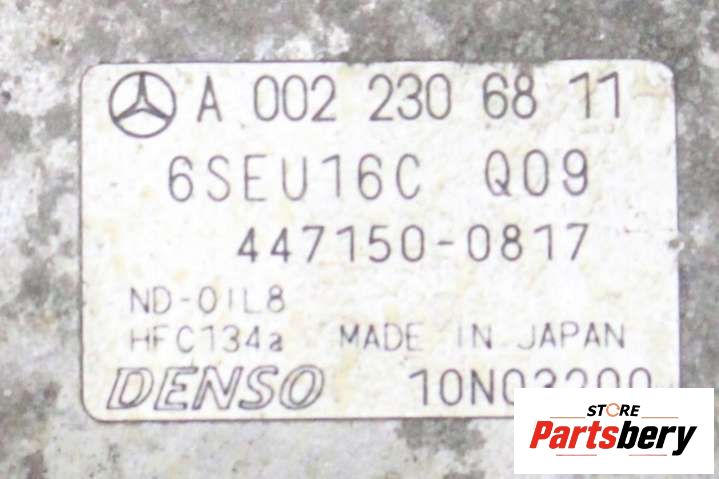 A 002 230 68 11
6SEU16C Q09
447150-0817
ND-OIL8
HFC134a MADE IN JAPAN
DENSO
STORE
Partsbery